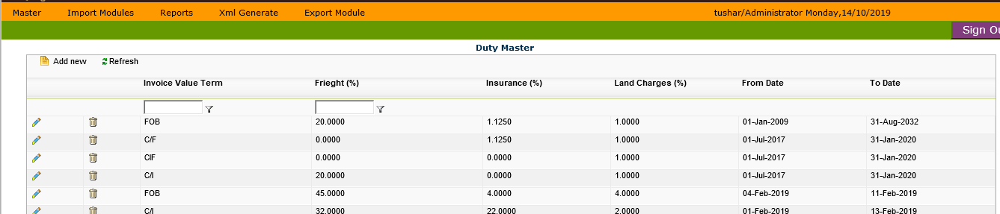 Master Import Modules Reports Xml Generate Export Module tushar/Administrator Monday,14/10/2019
Sign
Duty Master
Add new Refresh
Invoice Value Term Frieght (%) Insurance (%) Land Charges (%) From Date To Date
FOB 20.0000 1.1250 1.0000 01-Jan-2009 31-Aug-2032
C/F 0.0000 1.1250 1.0000 01-Jul-2017 31-Jan-2020
CIF 0.0000 0.0000 1.0000 01-Jul-2017 31-Jan-2020
C/I 20.0000 0.0000 1.0000 01-Jul-2017 31-Jan-2020
FOB 45.0000 4.0000 4.0000 04-Feb-2019 11-Feb-2019
C/I 32.0000 22.0000 2.0000 01-Feb-2019 13-Feb-2019